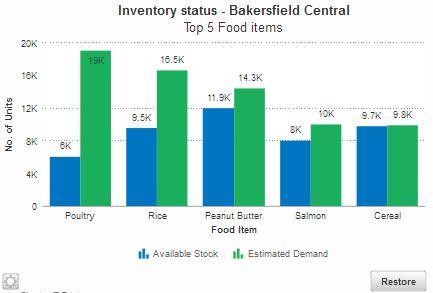 Inventory status - Bakersfield Central
Top 5 Food items
No. of Units
20K
16K
12K
8K
4K
0
6K
19K
9.5K
16.5K
11.9K
14.3K
8K
10K
9.7K
9.8K
Poultry
Rice
Peanut Butter
Salmon
Cereal
Food Item
Available Stock
Estimated Demand
Restore